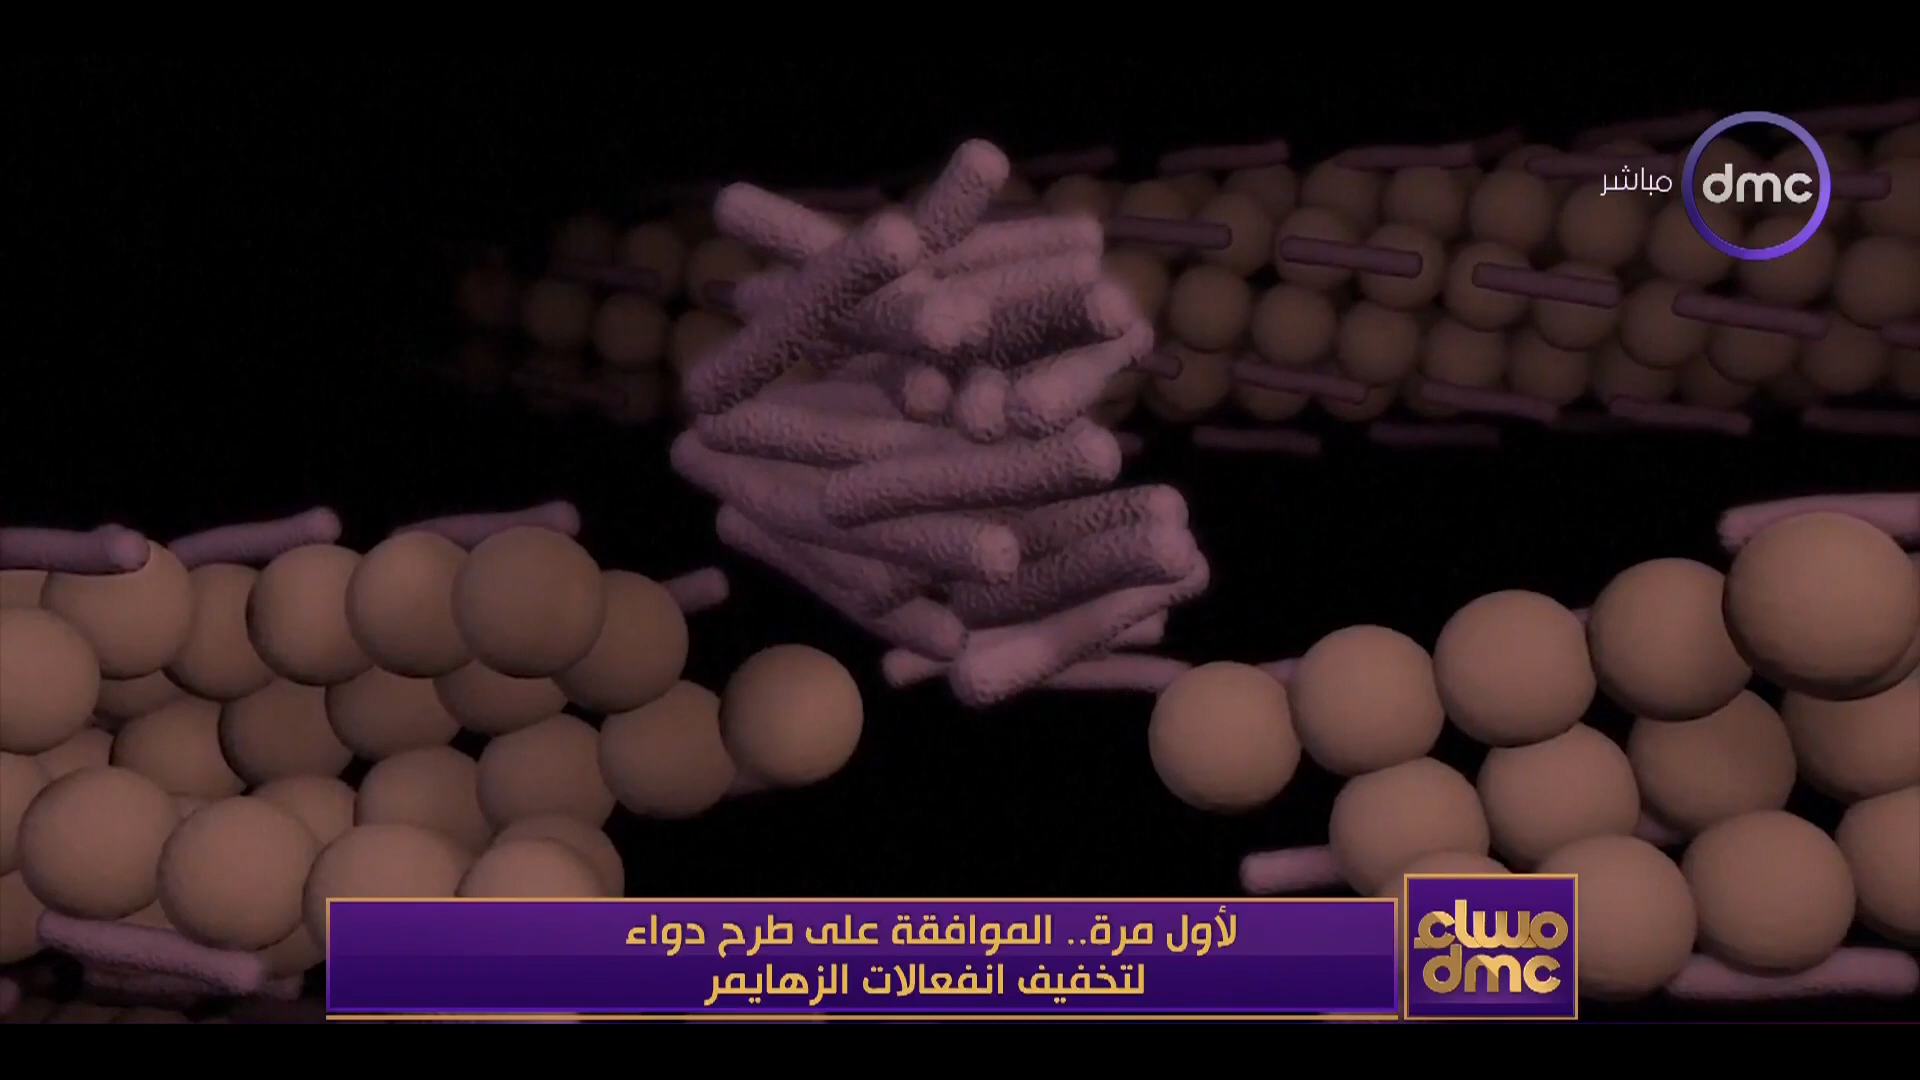 مباشر dmc
لأول مرة.. الموافقة على طرح دواء
لتخفيف انفعالات الزهايمر
مساء
dmc